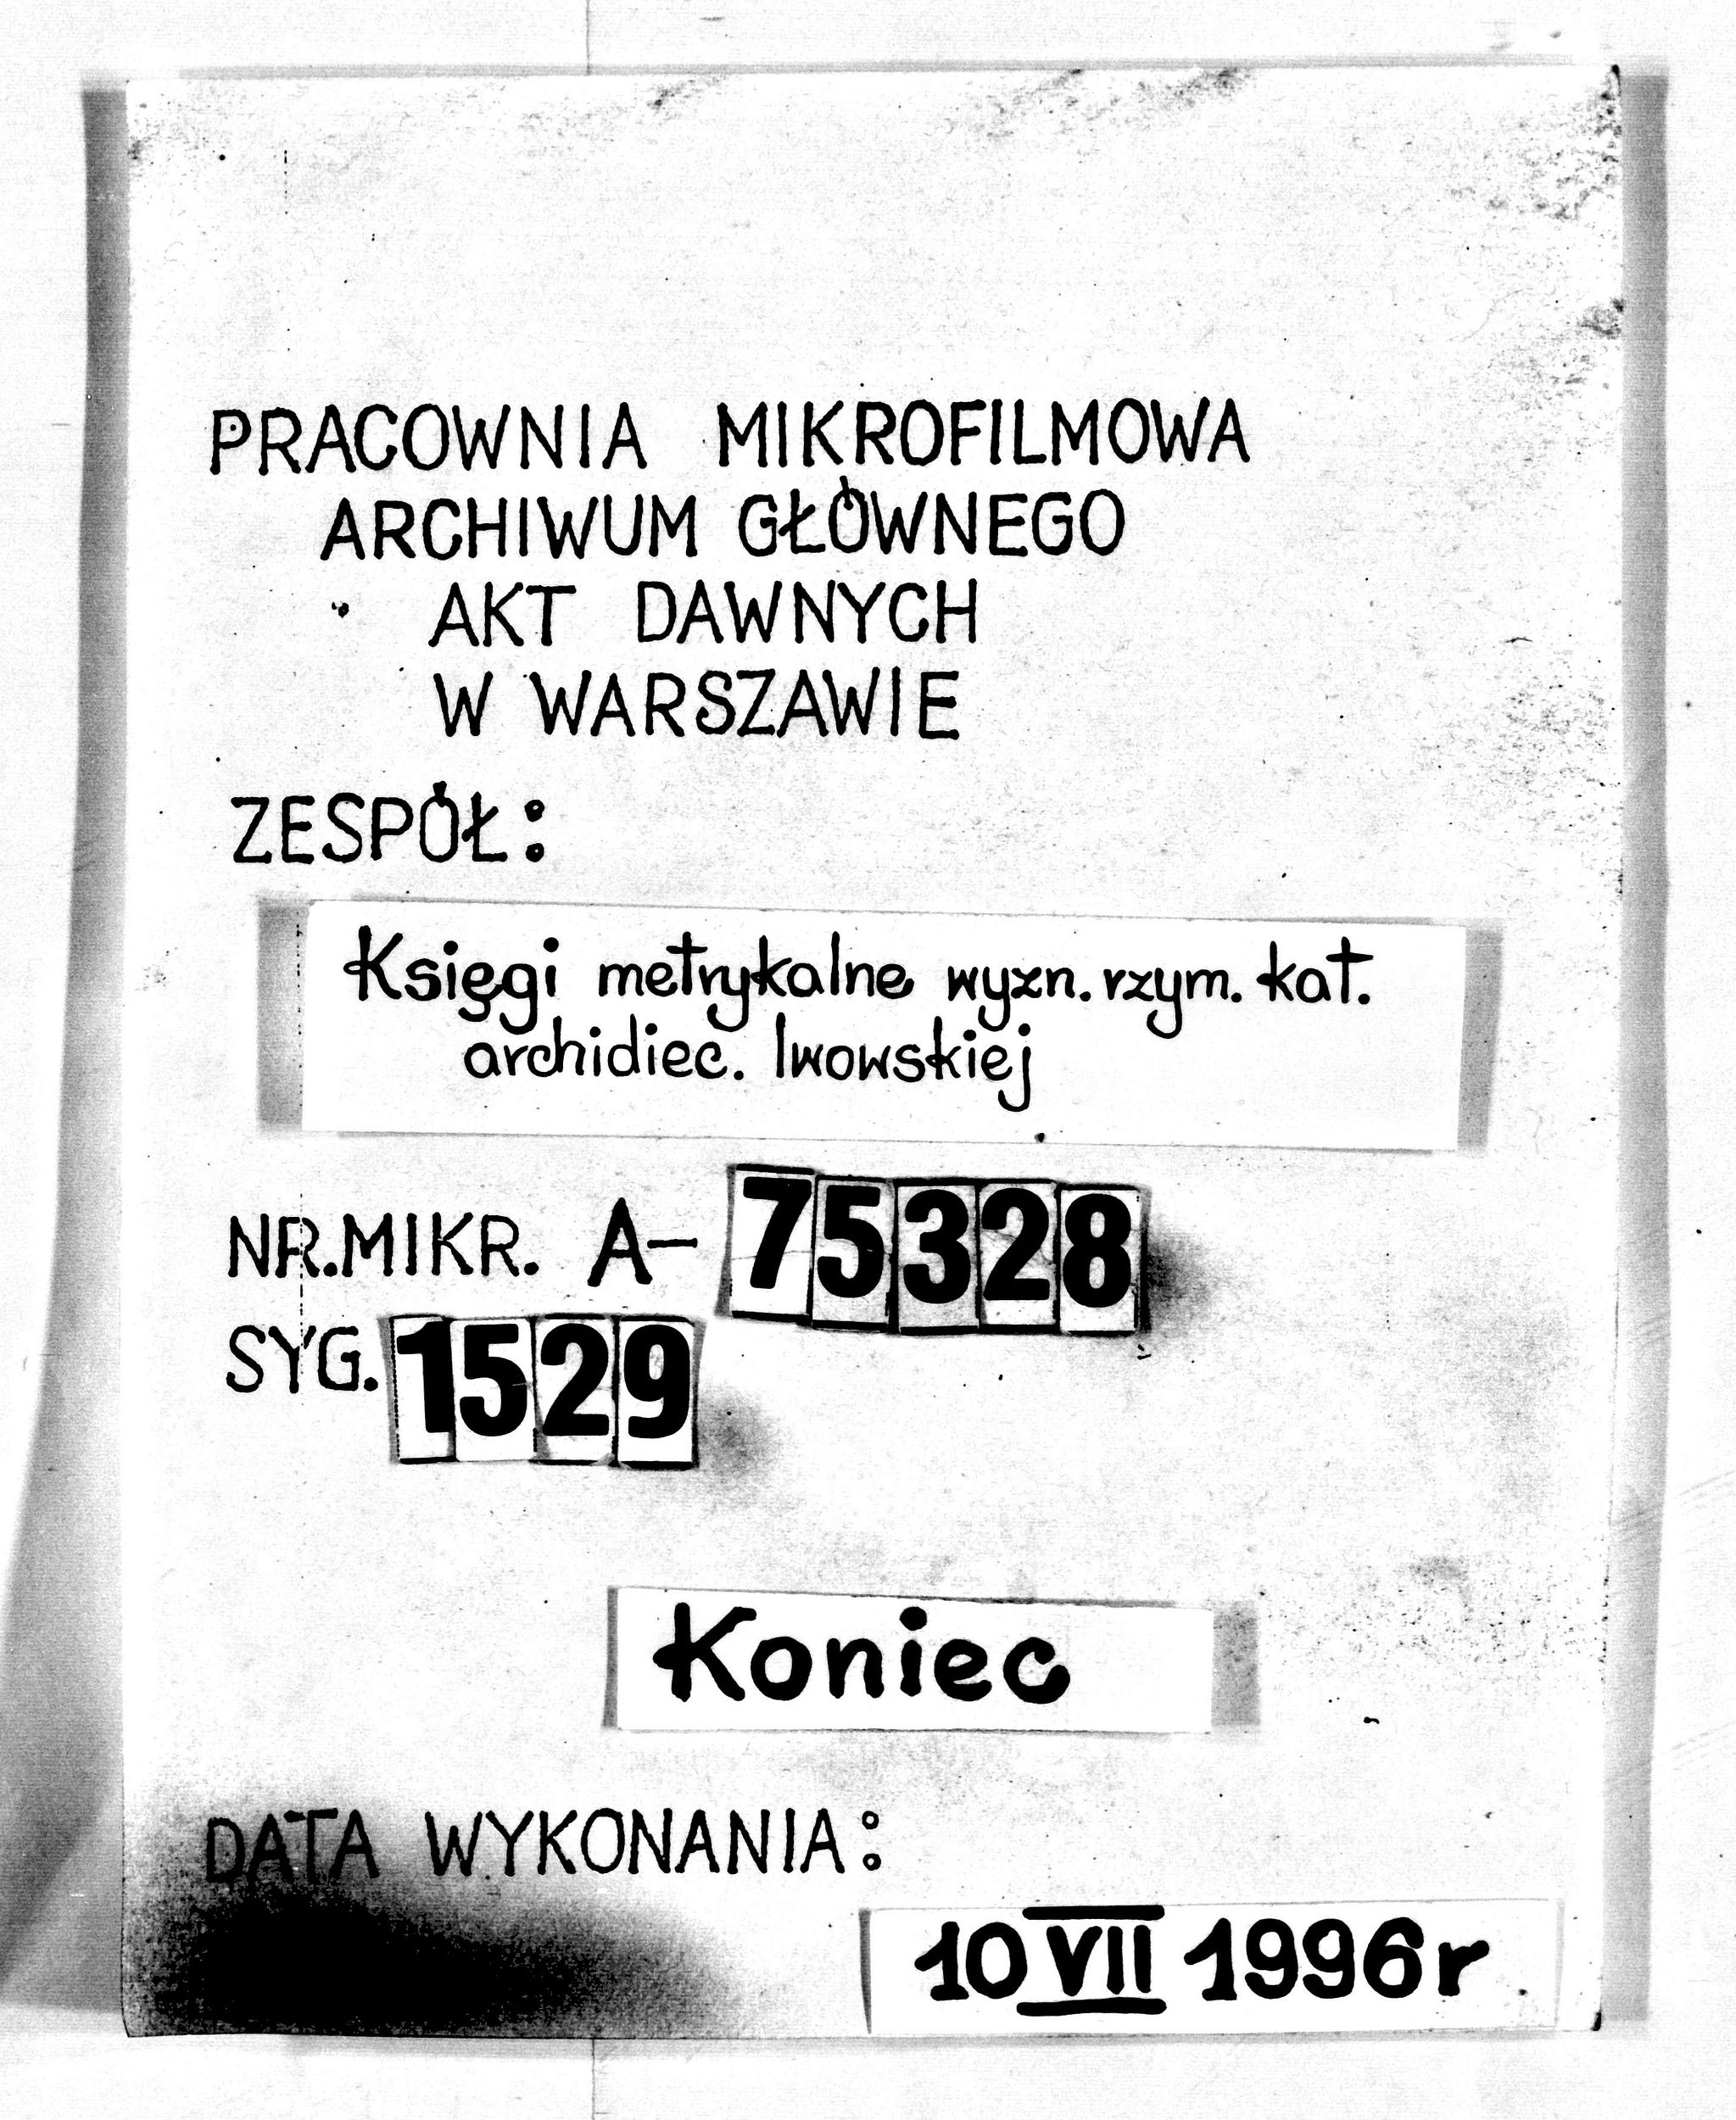 PRACOWNIA MIKROFILMOWA
ARCHIWUM GŁÓWNEGO
AKT DAWNYCH
W WARSZAWIE
ZESPÓŁ:
Księgi metrykalne wyzn. rzym. kat.
archidiec. lwowskiej
NR.MIKR. A- 75328
SYG. 1529
Koniec
DATA WYKONANIA:
10 VII 1996r